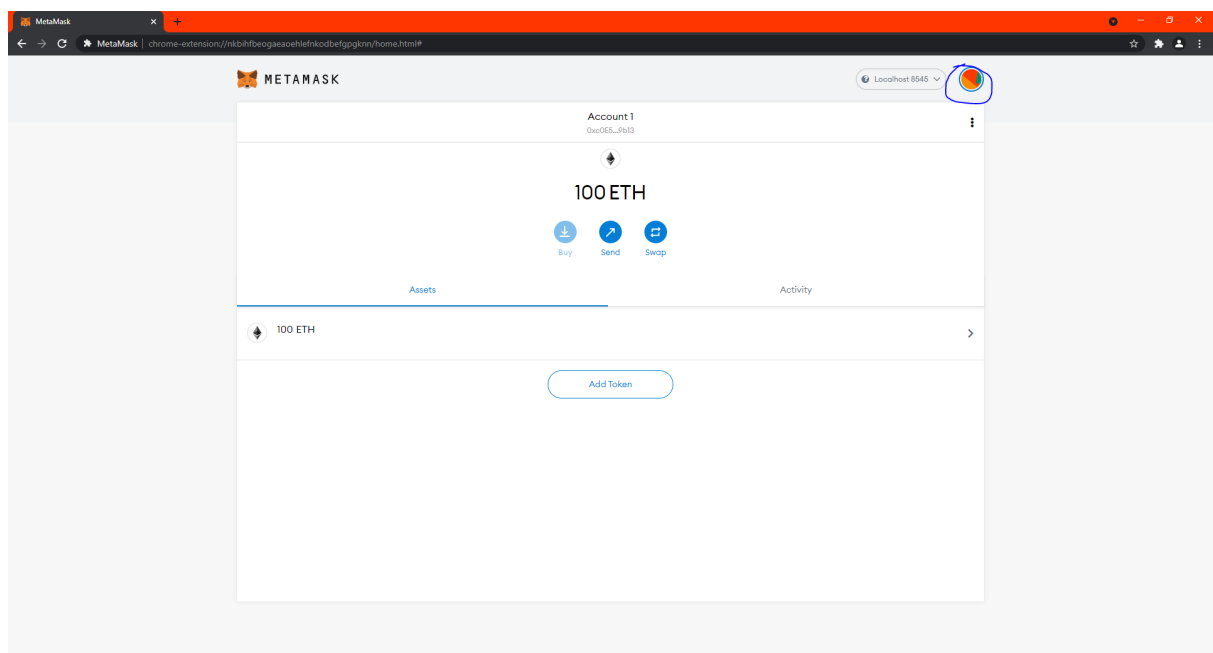 MetaMask
MetaMask chrome-extension://nkbihfbeogaeaoehlefnkodbefgpgknn/home.html#
METAMASK
Localhost 8545
Account 1
0xc0E5...9b13
100 ETH
Buy Send Swap
Assets Activity
100 ETH
Add Token